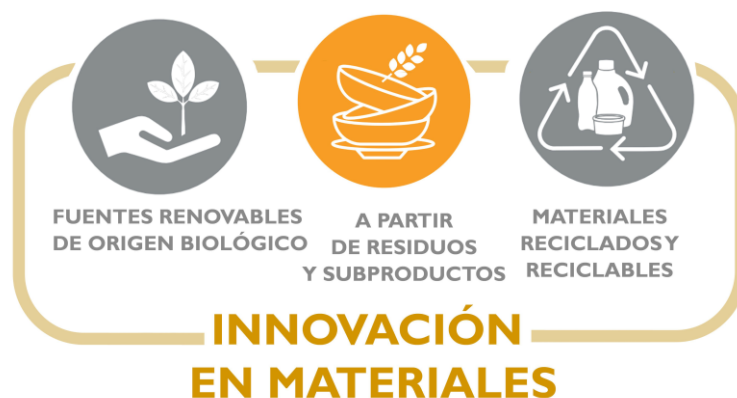 FUENTES RENOVABLES
DE ORIGEN BIOLÓGICO
A PARTIR
DE RESIDUOS
Y SUBPRODUCTOS
MATERIALES
RECICLADOS Y
RECICLABLES
INNOVACIÓN
EN MATERIALES